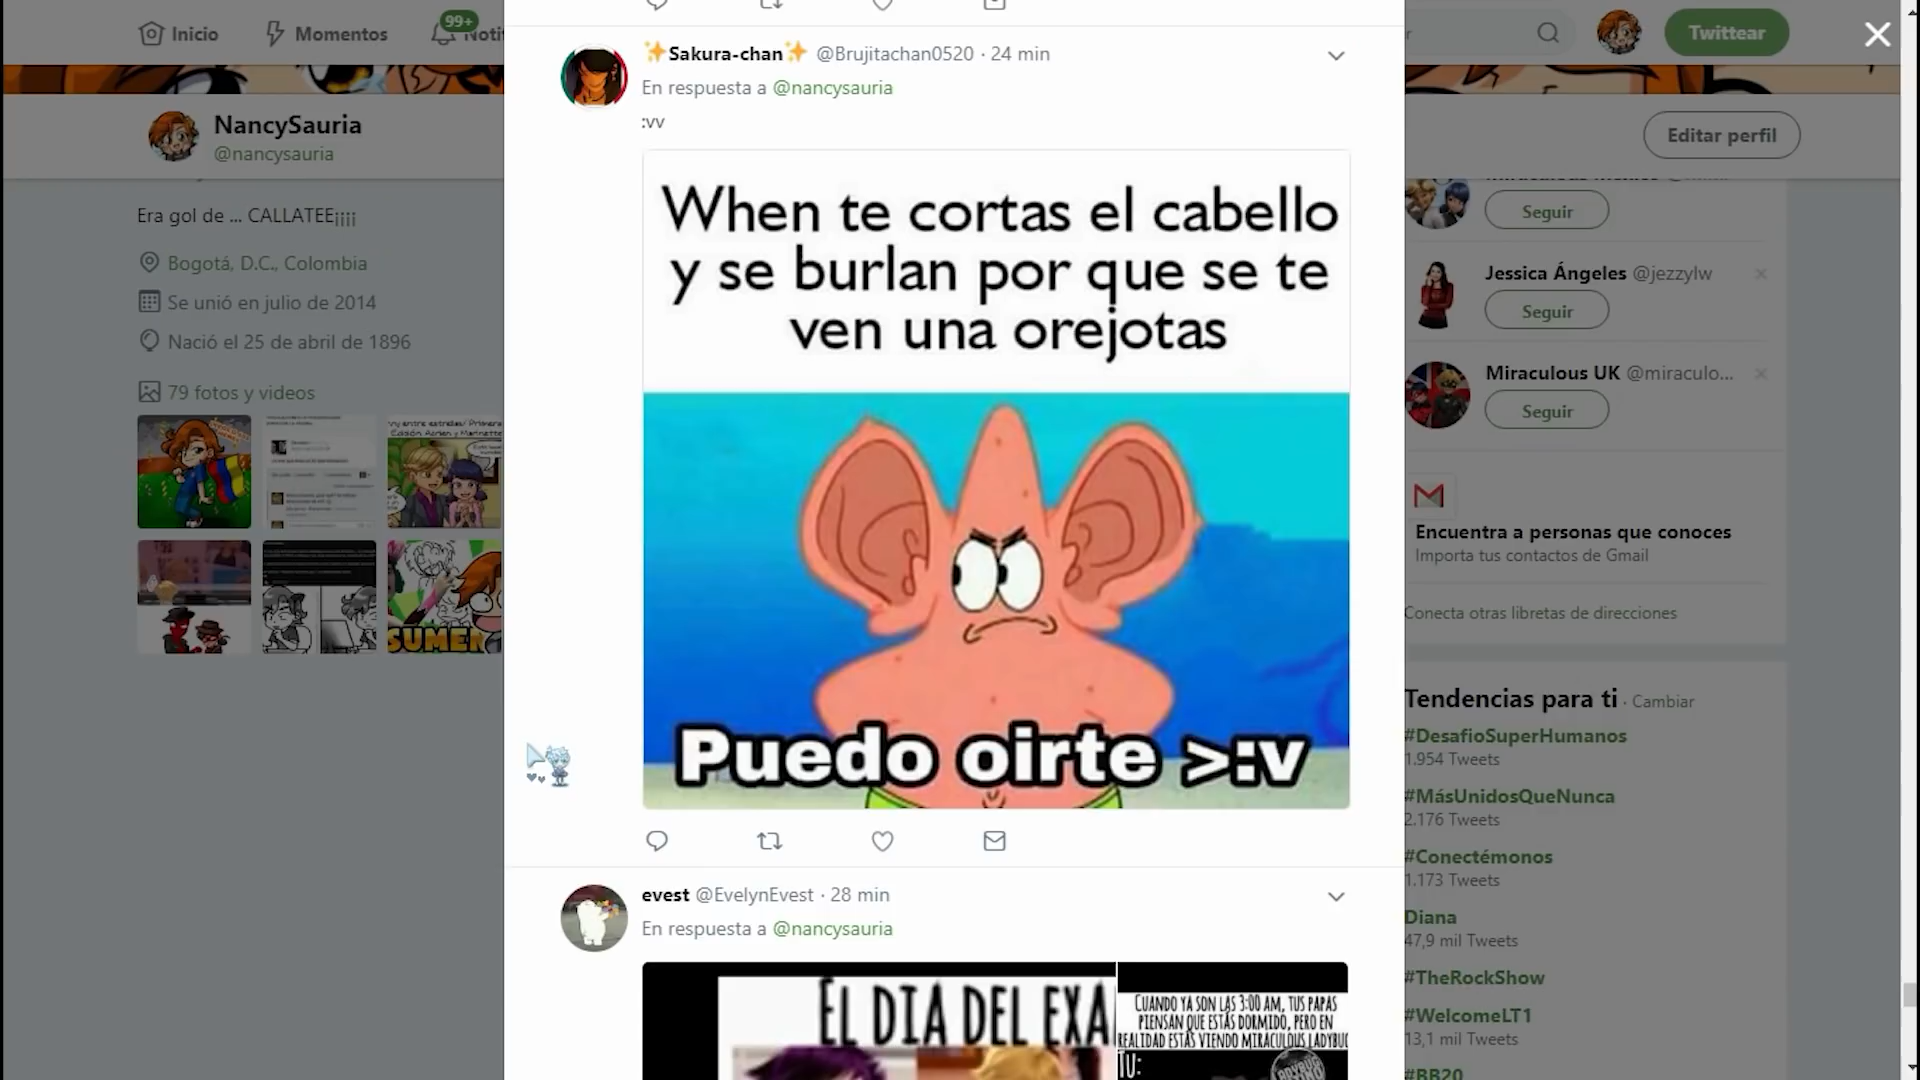 Inicio
Momentos
99+
Noti
Twittear
✨Sakura-chan✨ @Brujitachan0520 · 24 min
En respuesta a @nancysauria
:vv
When te cortas el cabello
y se burlan por que se te
ven una orejotas
Puedo oirte >:v
evest @EvelynEvest · 28 min
En respuesta a @nancysauria
EL DIA DEL EXA
CUANDO YA SON LAS 3:00 AM, TUS PAPAS
PIENSAN QUE ESTÁS DORMIDO, PERO EN
REALIDAD ESTÁS VIENDO MIRACULOUS LADYBUG
TU:
NancySauria
@nancysauria
Era gol de ... CALLATEE¡¡¡¡
Bogotá, D.C., Colombia
Se unió en julio de 2014
Nació el 25 de abril de 1896
79 fotos y videos
SUMEN
Editar perfil
Seguir
Jessica Ángeles @jezzylw
Seguir
Miraculous UK @miraculo...
Seguir
Encuentra a personas que conoces
Importa tus contactos de Gmail
Conecta otras libretas de direcciones
Tendencias para ti · Cambiar
#DesafioSuperHumanos
1.954 Tweets
#MásUnidosQueNunca
2.176 Tweets
#Conectémonos
1.173 Tweets
Diana
47,9 mil Tweets
#TheRockShow
#WelcomeLT1
13,1 mil Tweets
#BB20